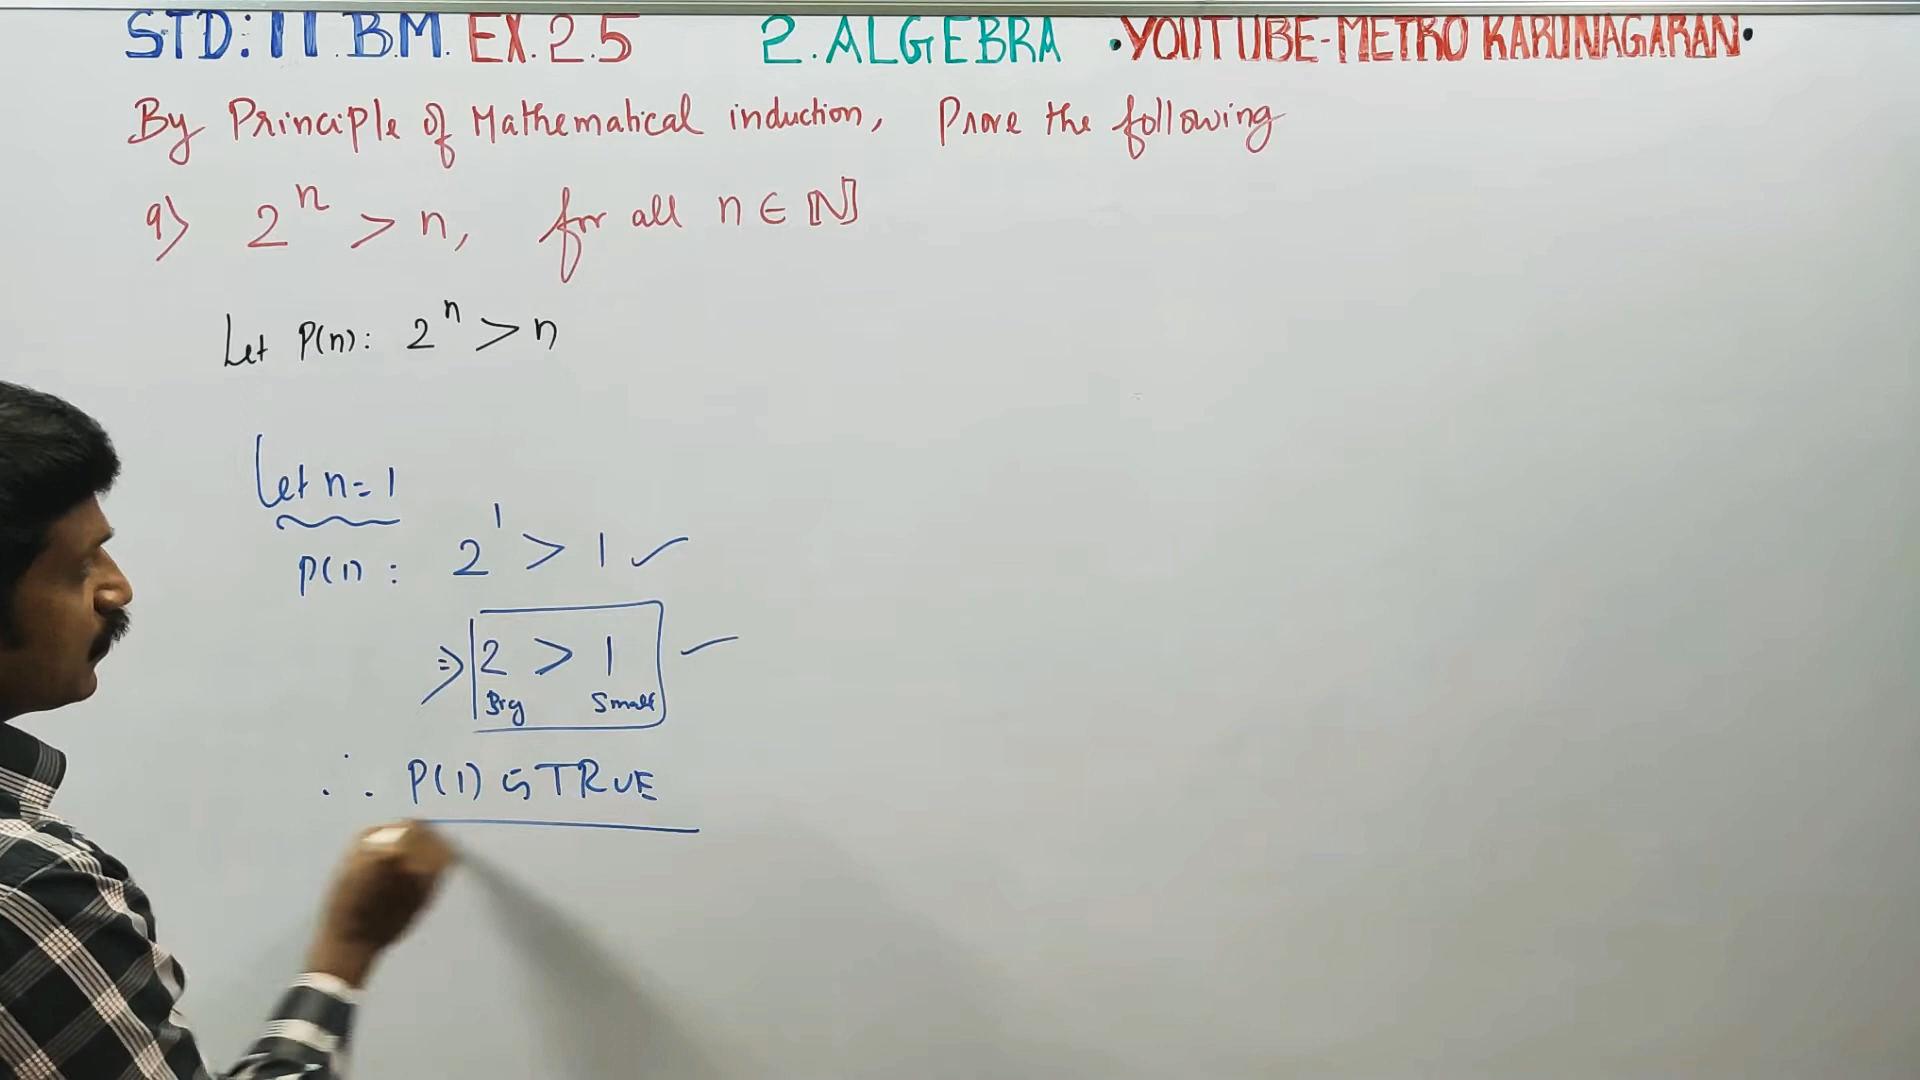 STD: 11.B.M. EX.2.5 2.ALGEBRA •YOUTUBE-METRO KARUNAGARAN•
By Principle of Mathematical induction, Prove the following
9) 2^n > n, for all n ∈ ℕ
Let P(n): 2^n > n
Let n=1
P(1): 2^1 > 1 ✓
⇒ 2 > 1
Big Small
∴ P(1) is TRUE